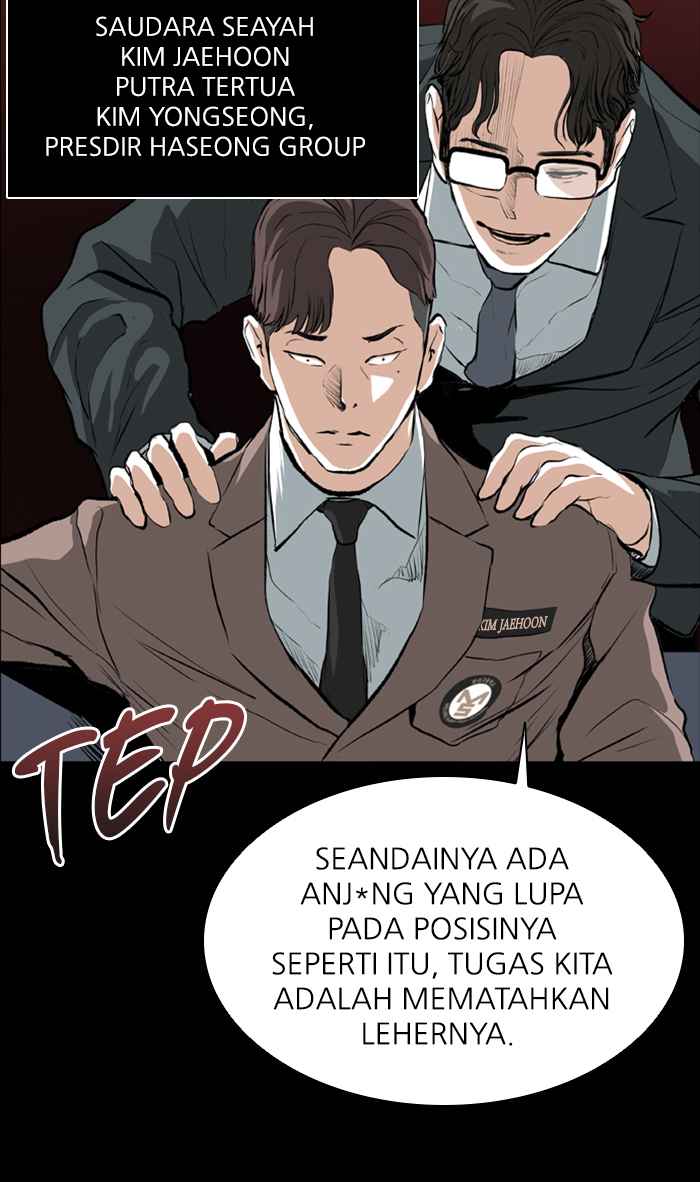 SAUDARA SEAYAH
KIM JAEHOON
PUTRA TERTUA
KIM YONGSEONG,
PRESDIR HASEONG GROUP
KIM JAEHOON
TEP
SEANDAINYA ADA
ANJ*NG YANG LUPA
PADA POSISINYA
SEPERTI ITU, TUGAS KITA
ADALAH MEMATAHKAN
LEHERNYA.